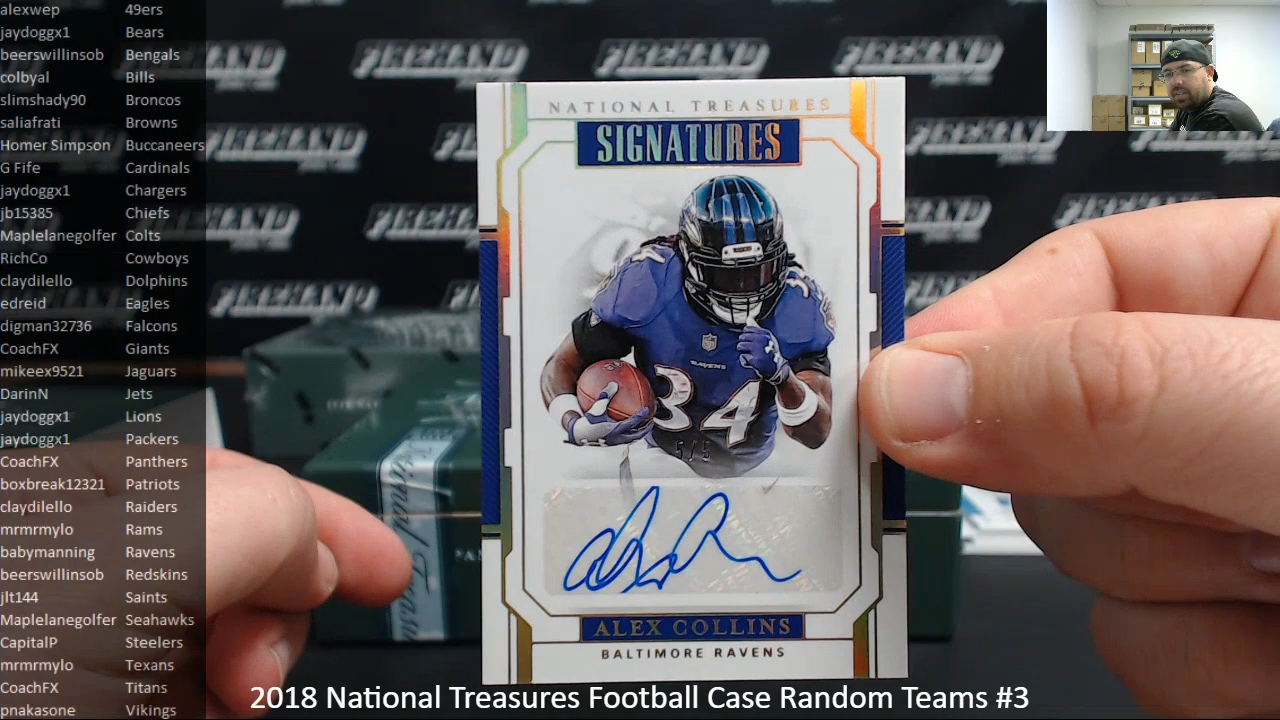 alexwep 49ers
jaydoggx1 Bears
beerswillinsob Bengals
colbyal Bills
slimshady90 Broncos
saliafrati Browns
Homer Simpson Buccaneers
G Fife Cardinals
jaydoggx1 Chargers
jb15385 Chiefs
Maplelanegolfer Colts
RichCo Cowboys
claydilello Dolphins
edreid Eagles
digman32736 Falcons
CoachFX Giants
mikeex9521 Jaguars
DarinN Jets
jaydoggx1 Lions
jaydoggx1 Packers
CoachFX Panthers
boxbreak12321 Patriots
claydilello Raiders
mrmrmylo Rams
babymanning Ravens
beerswillinsob Redskins
jlt144 Saints
Maplelanegolfer Seahawks
CapitalP Steelers
mrmrmylo Texans
CoachFX Titans
pnakasone Vikings
NATIONAL TREASURES
SIGNATURES
RAVENS
34
5/5
ALEX COLLINS
BALTIMORE RAVENS
2018 National Treasures Football Case Random Teams #3